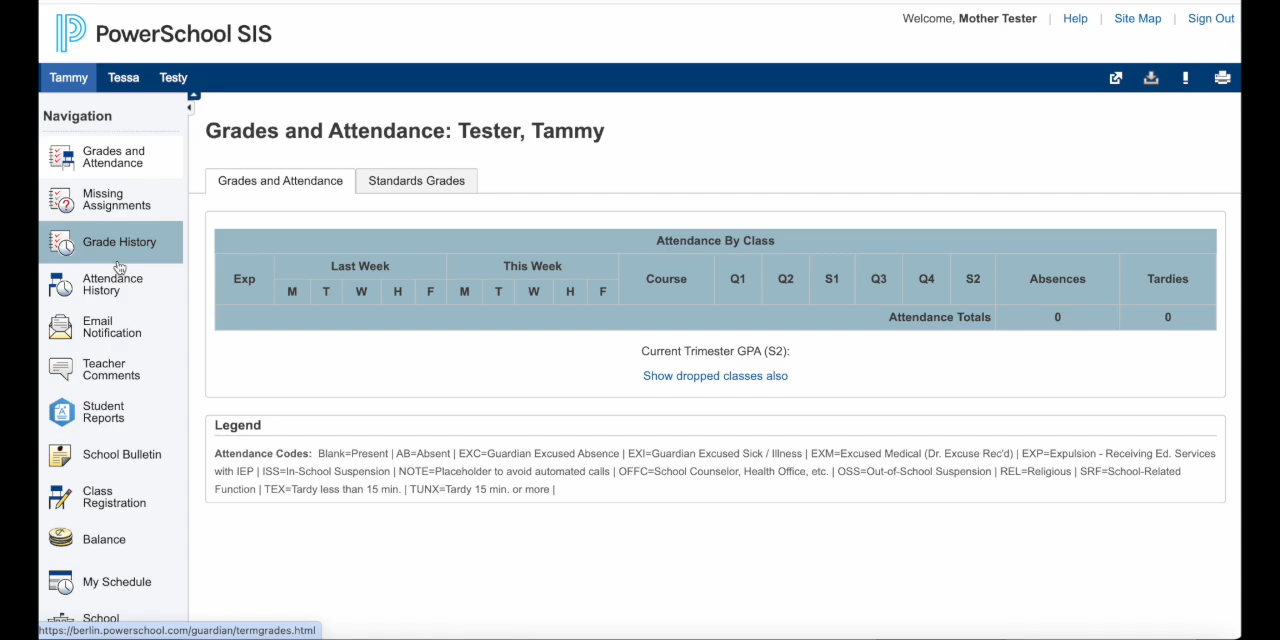 PowerSchool SIS
Welcome, Mother Tester | Help | Site Map | Sign Out
Tammy Tessa Testy
Navigation
Grades and
Attendance
Missing
Assignments
Grade History
Attendance
History
Email
Notification
Teacher
Comments
Student
Reports
School Bulletin
Class
Registration
Balance
My Schedule
School
Grades and Attendance: Tester, Tammy
Grades and Attendance Standards Grades
Attendance By Class
Exp Last Week This Week Course Q1 Q2 S1 Q3 Q4 S2 Absences Tardies
M T W H F M T W H F
Attendance Totals 0 0
Current Trimester GPA (S2):
Show dropped classes also
Legend
Attendance Codes: Blank=Present | AB=Absent | EXC=Guardian Excused Absence | EXI=Guardian Excused Sick / Illness | EXM=Excused Medical (Dr. Excuse Rec'd) | EXP=Expulsion - Receiving Ed. Services
with IEP | ISS=In-School Suspension | NOTE=Placeholder to avoid automated calls | OFFC=School Counselor, Health Office, etc. | OSS=Out-of-School Suspension | REL=Religious | SRF=School-Related
Function | TEX=Tardy less than 15 min. | TUNX=Tardy 15 min. or more |
https://berlin.powerschool.com/guardian/termgrades.html